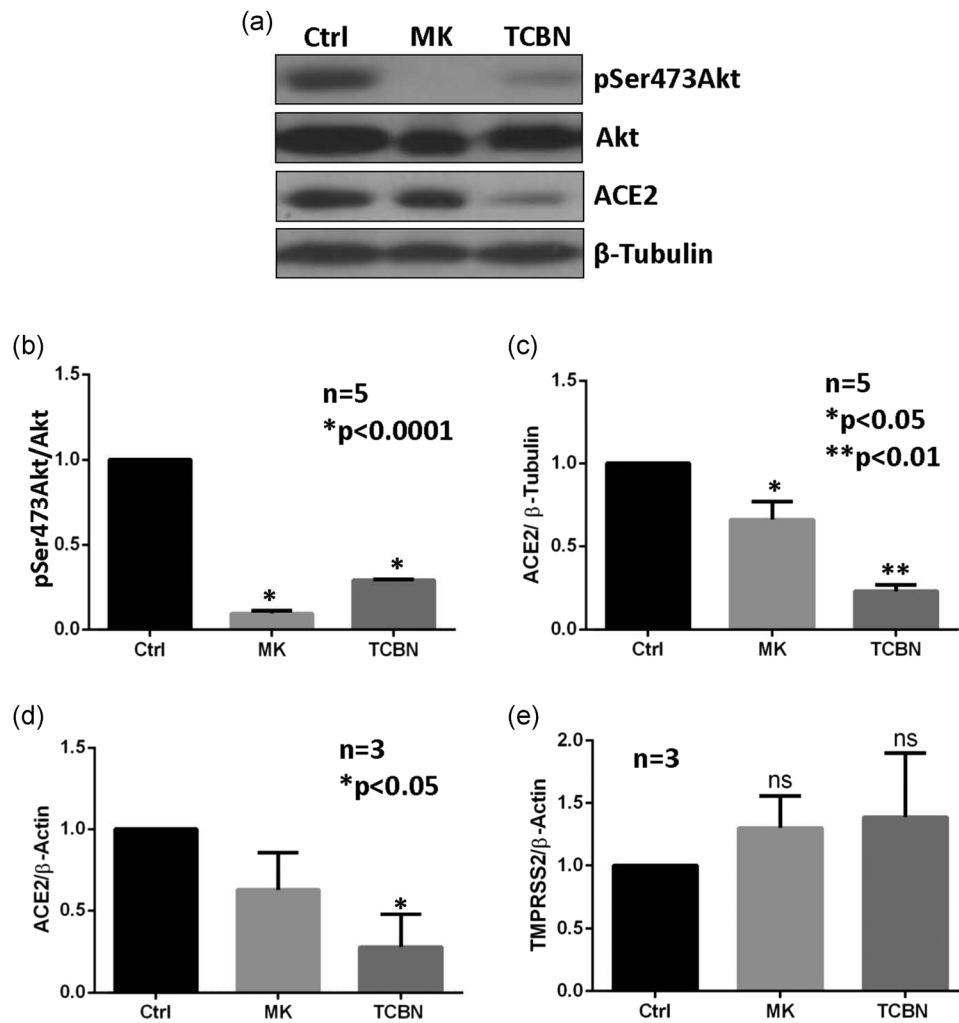 (a)
Ctrl MK TCBN
pSer473Akt
Akt
ACE2
β-Tubulin
(b)
pSer473Akt/Akt
1.5
1.0
0.5
0.0
n=5
*p<0.0001
*
*
Ctrl MK TCBN
(c)
ACE2/ β-Tubulin
1.5
1.0
0.5
0.0
n=5
*p<0.05
**p<0.01
*
**
Ctrl MK TCBN
(d)
ACE2/β-Actin
1.5
1.0
0.5
0.0
n=3
*p<0.05
*
Ctrl MK TCBN
(e)
TMPRSS2/β-Actin
2.0
1.5
1.0
0.5
0.0
n=3
ns
ns
Ctrl MK TCBN